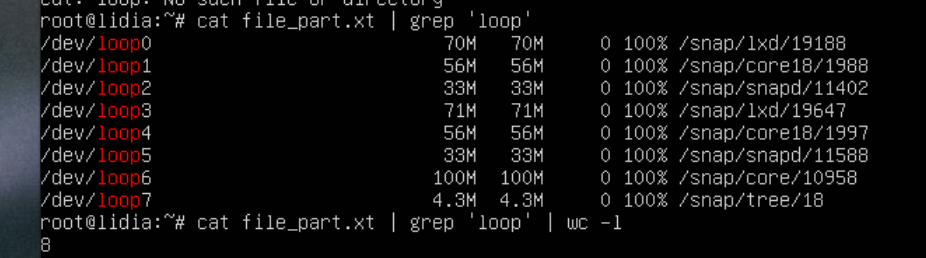 cat: loop: No such file or directory
root@lidia:~# cat file_part.xt | grep 'loop'
/dev/loop0 70M 70M 0 100% /snap/lxd/19188
/dev/loop1 56M 56M 0 100% /snap/core18/1988
/dev/loop2 33M 33M 0 100% /snap/snapd/11402
/dev/loop3 71M 71M 0 100% /snap/lxd/19647
/dev/loop4 56M 56M 0 100% /snap/core18/1997
/dev/loop5 33M 33M 0 100% /snap/snapd/11588
/dev/loop6 100M 100M 0 100% /snap/core/10958
/dev/loop7 4.3M 4.3M 0 100% /snap/tree/18
root@lidia:~# cat file_part.xt | grep 'loop' | wc -l
8